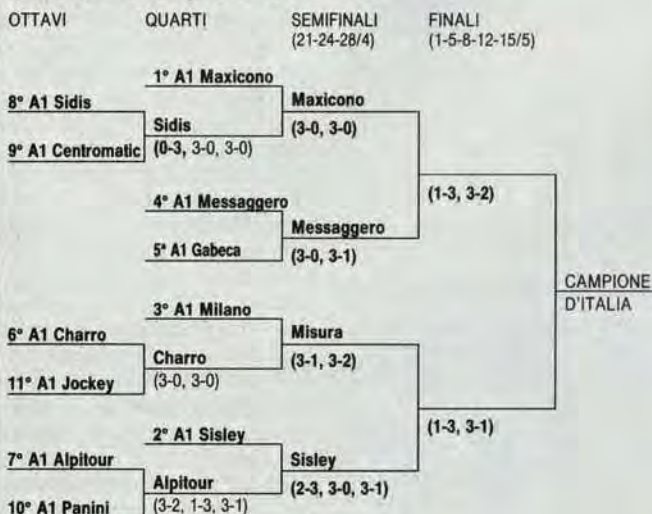 OTTAVI QUARTI SEMIFINALI FINALI
(21-24-28/4) (1-5-8-12-15/5)
1° A1 Maxicono
8° A1 Sidis Maxicono
Sidis (3-0, 3-0)
9° A1 Centromatic (0-3, 3-0, 3-0)
(1-3, 3-2)
4° A1 Messaggero
Messaggero
5ª A1 Gabeca (3-0, 3-1)
CAMPIONE
D'ITALIA
3° A1 Milano
6° A1 Charro Misura
Charro (3-1, 3-2)
11° A1 Jockey (3-0, 3-0)
(1-3, 3-1)
2° A1 Sisley
7° A1 Alpitour Sisley
Alpitour (2-3, 3-0, 3-1)
10° A1 Panini (3-2, 1-3, 3-1)